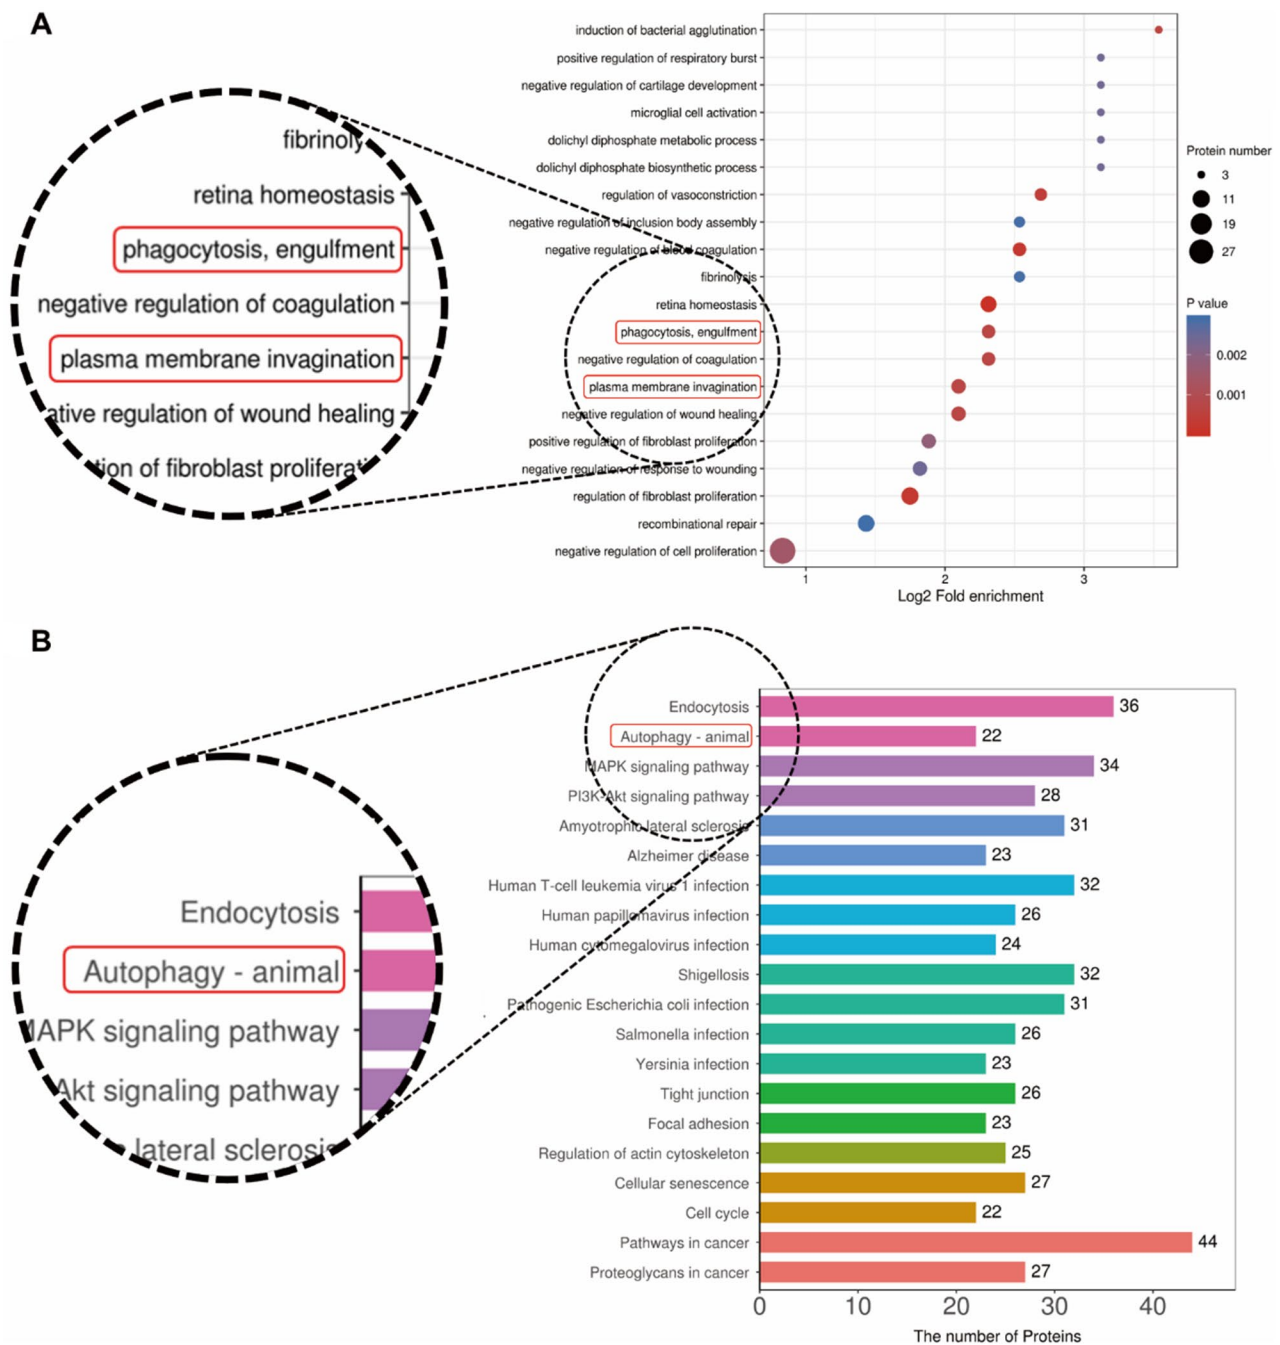 A
induction of bacterial agglutination
positive regulation of respiratory burst
negative regulation of cartilage development
microglial cell activation
dolichyl diphosphate metabolic process
dolichyl diphosphate biosynthetic process
regulation of vasoconstriction
negative regulation of inclusion body assembly
negative regulation of blood coagulation
fibrinolysis
retina homeostasis
phagocytosis, engulfment
negative regulation of coagulation
plasma membrane invagination
negative regulation of wound healing
positive regulation of fibroblast proliferation
negative regulation of response to wounding
regulation of fibroblast proliferation
recombinational repair
negative regulation of cell proliferation
1 2 3
Log2 Fold enrichment
Protein number
3
11
19
27
P value
0.002
0.001
fibrinoly
retina homeostasis
phagocytosis, engulfment
negative regulation of coagulation
plasma membrane invagination
ative regulation of wound healing
tion of fibroblast proliferati
B
Endocytosis 36
Autophagy - animal 22
MAPK signaling pathway 34
PI3K-Akt signaling pathway 28
Amyotrophic lateral sclerosis 31
Alzheimer disease 23
Human T-cell leukemia virus 1 infection 32
Human papillomavirus infection 26
Human cytomegalovirus infection 24
Shigellosis 32
Pathogenic Escherichia coli infection 31
Salmonella infection 26
Yersinia infection 23
Tight junction 26
Focal adhesion 23
Regulation of actin cytoskeleton 25
Cellular senescence 27
Cell cycle 22
Pathways in cancer 44
Proteoglycans in cancer 27
0 10 20 30 40
The number of Proteins
Endocytosis
Autophagy - animal
MAPK signaling pathway
Akt signaling pathway
lateral sclerosis